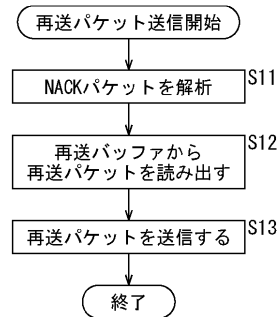 再送パケット送信開始
S11
NACKパケットを解析
S12
再送バッファから
再送パケットを読み出す
S13
再送パケットを送信する
終了